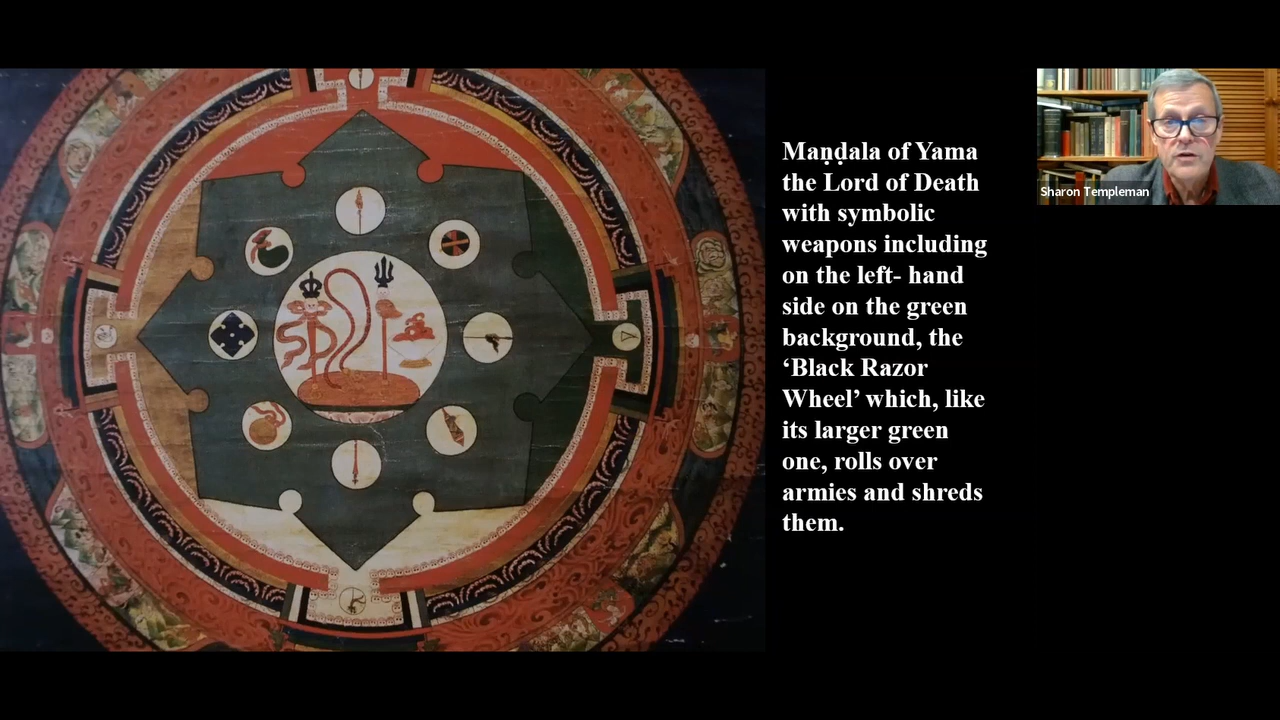 Maṇḍala of Yama
the Lord of Death
with symbolic
weapons including
on the left- hand
side on the green
background, the
‘Black Razor
Wheel’ which, like
its larger green
one, rolls over
armies and shreds
them.
Sharon Templeman